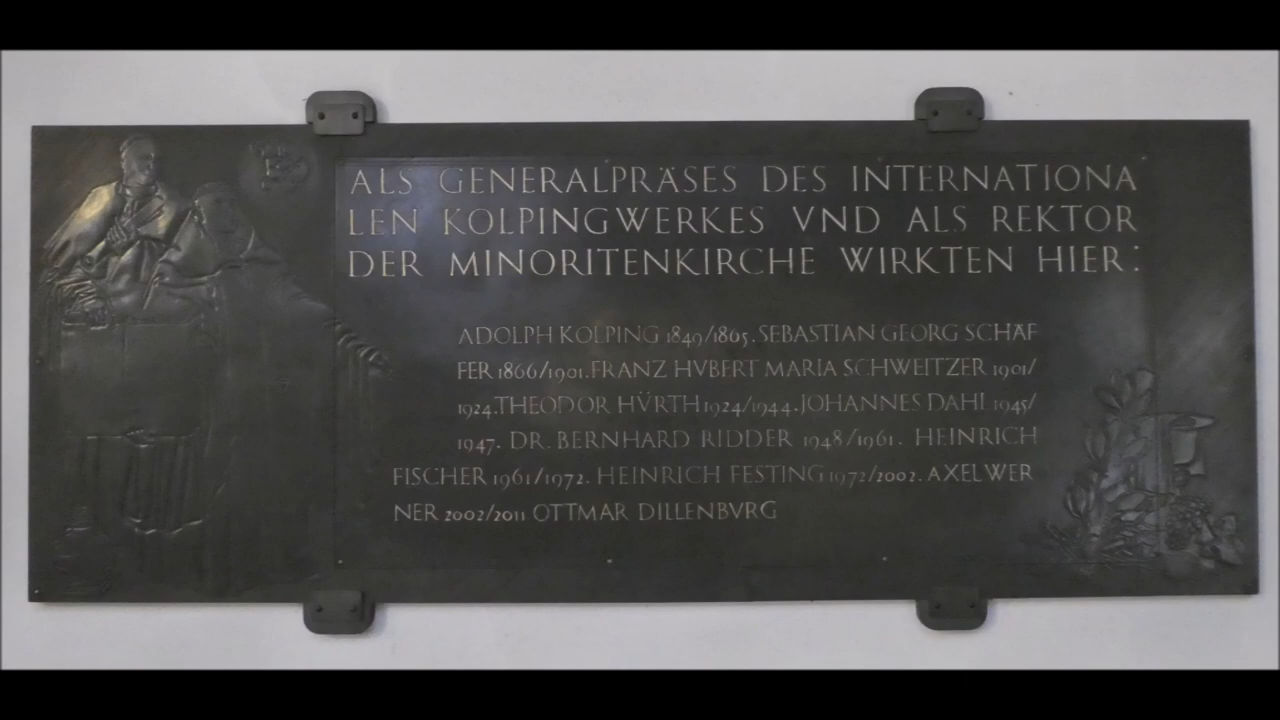 ALS GENERALPRÄSES DES INTERNATIONA
LEN KOLPINGWERKES VND ALS REKTOR
DER MINORITENKIRCHE WIRKTEN HIER:
ADOLPH KOLPING 1849/1865. SEBASTIAN GEORG SCHÄF
FER 1866/1901. FRANZ HVBERT MARIA SCHWEITZER 1901/
1924. THEODOR HÜRTH 1924/1944. JOHANNES DAHL 1945/
1947. DR. BERNHARD RIDDER 1948/1961. HEINRICH
FISCHER 1961/1972. HEINRICH FESTING 1972/2002. AXEL WER
NER 2002/2011 OTTMAR DILLENBVRG